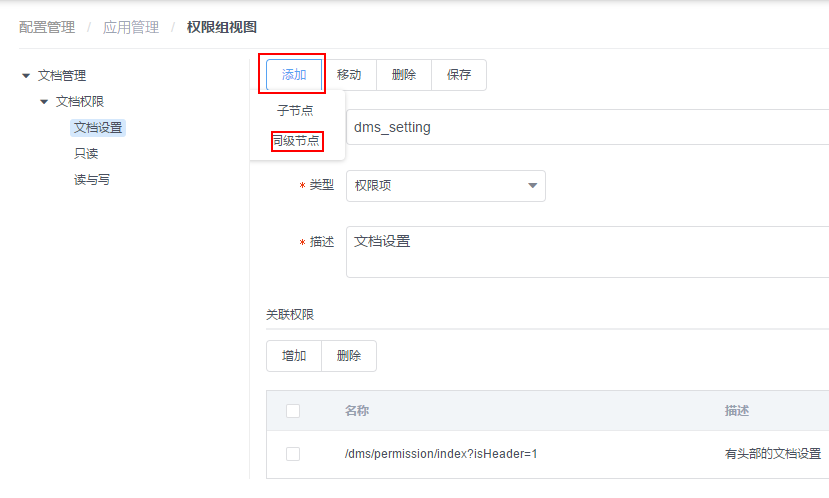 配置管理 / 应用管理 / 权限组视图
文档管理
文档权限
文档设置
只读
读与写
添加 移动 删除 保存
子节点
同级节点
dms_setting
* 类型 权限项
* 描述 文档设置
关联权限
增加 删除
名称 描述
/dms/permission/index?isHeader=1 有头部的文档设置